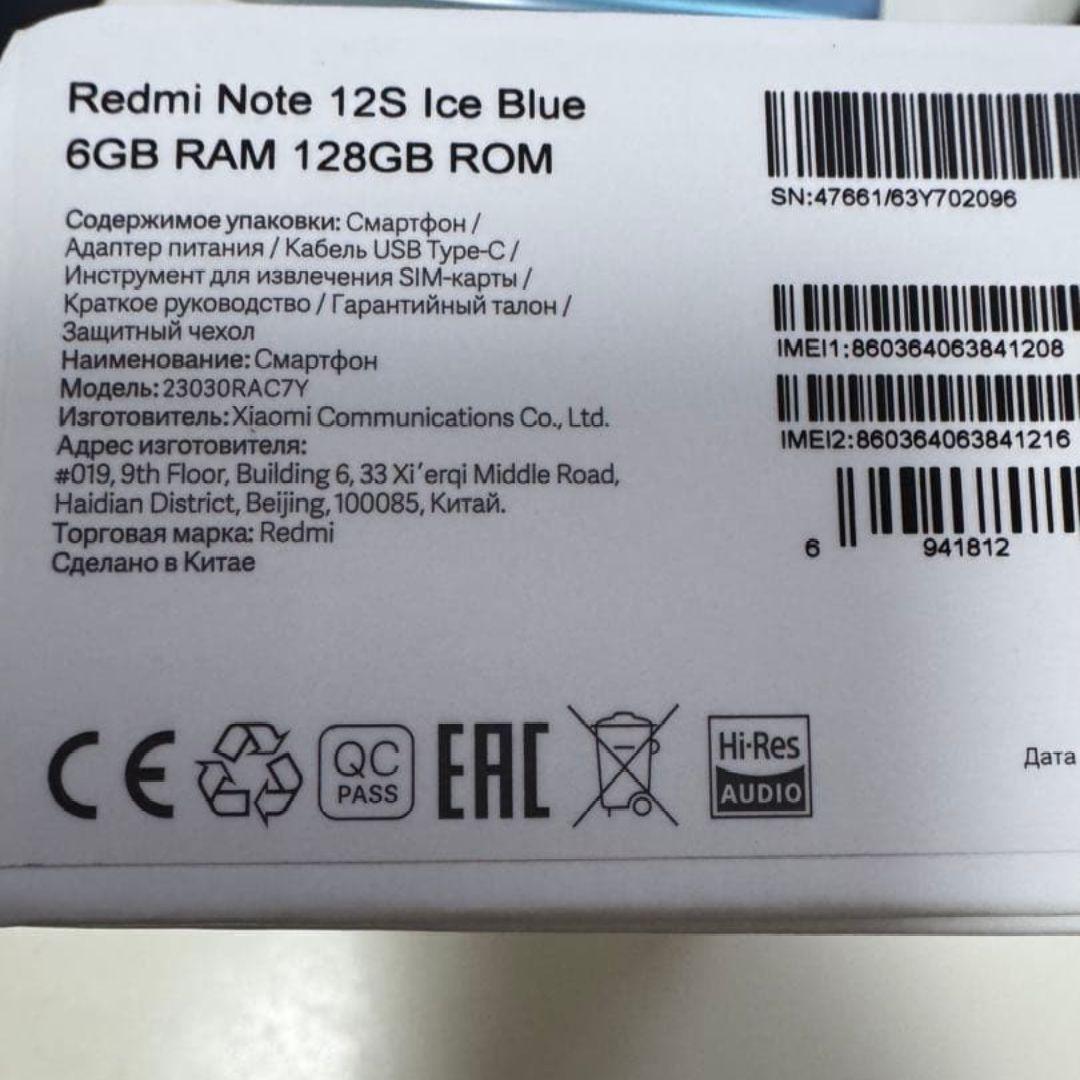 Redmi Note 12S Ice Blue
6GB RAM 128GB ROM
Содержимое упаковки: Смартфон /
Адаптер питания / Кабель USB Type-C /
Инструмент для извлечения SIM-карты /
Краткое руководство / Гарантийный талон /
Защитный чехол
Наименование: Смартфон
Модель: 23030RAC7Y
Изготовитель: Xiaomi Communications Co., Ltd.
Адрес изготовителя:
#019, 9th Floor, Building 6, 33 Xi'erqi Middle Road,
Haidian District, Beijing, 100085, Китай.
Торговая марка: Redmi
Сделано в Китае
SN:47661/63Y702096
IMEI1:860364063841208
IMEI2:860364063841216
6 941812
CE
QC
PASS
EAC
Hi-Res
AUDIO
Дата